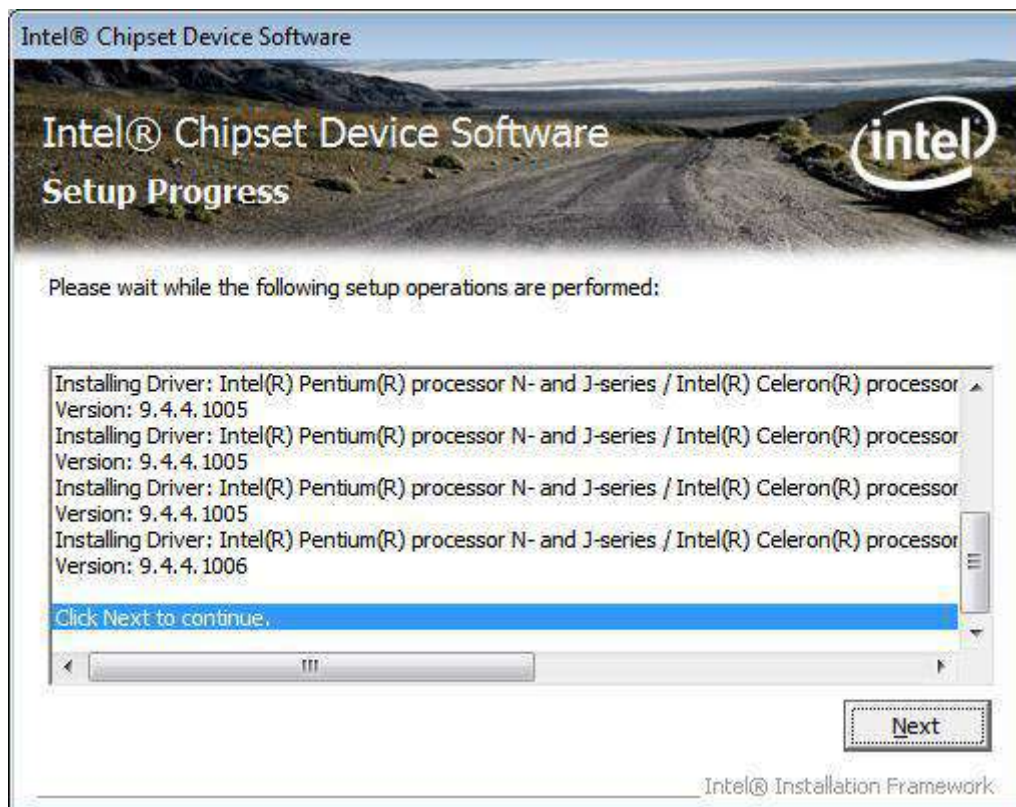 Intel® Chipset Device Software
Intel® Chipset Device Software
intel
Setup Progress
Please wait while the following setup operations are performed:
Installing Driver: Intel(R) Pentium(R) processor N- and J-series / Intel(R) Celeron(R) processor
Version: 9.4.4.1005
Installing Driver: Intel(R) Pentium(R) processor N- and J-series / Intel(R) Celeron(R) processor
Version: 9.4.4.1005
Installing Driver: Intel(R) Pentium(R) processor N- and J-series / Intel(R) Celeron(R) processor
Version: 9.4.4.1005
Installing Driver: Intel(R) Pentium(R) processor N- and J-series / Intel(R) Celeron(R) processor
Version: 9.4.4.1006
Click Next to continue.
Next
Intel® Installation Framework